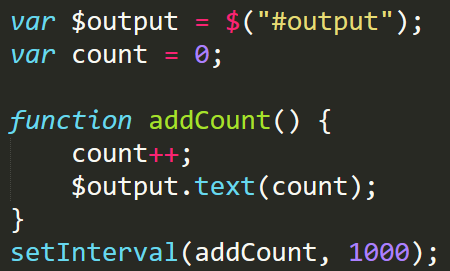 var $output = $("#output");
var count = 0;
function addCount() {
    count++;
    $output.text(count);
}
setInterval(addCount, 1000);